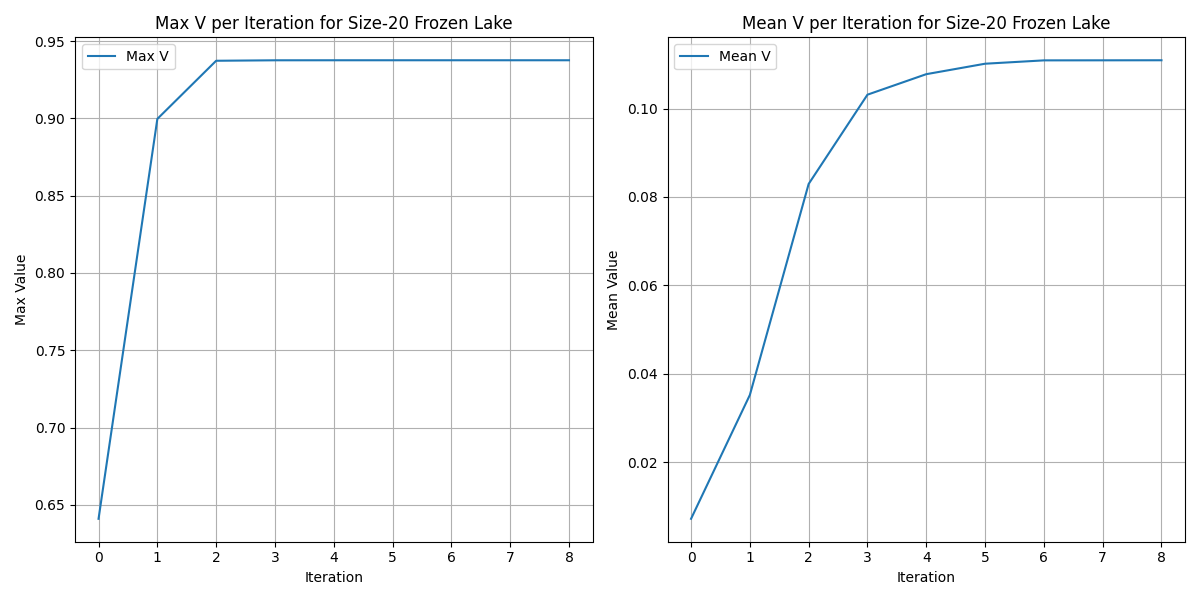 Max V per Iteration for Size-20 Frozen Lake
Max V
0.95
0.90
0.85
0.80
0.75
0.70
0.65
Max Value
0 1 2 3 4 5 6 7 8
Iteration
Mean V per Iteration for Size-20 Frozen Lake
Mean V
0.10
0.08
0.06
0.04
0.02
Mean Value
0 1 2 3 4 5 6 7 8
Iteration